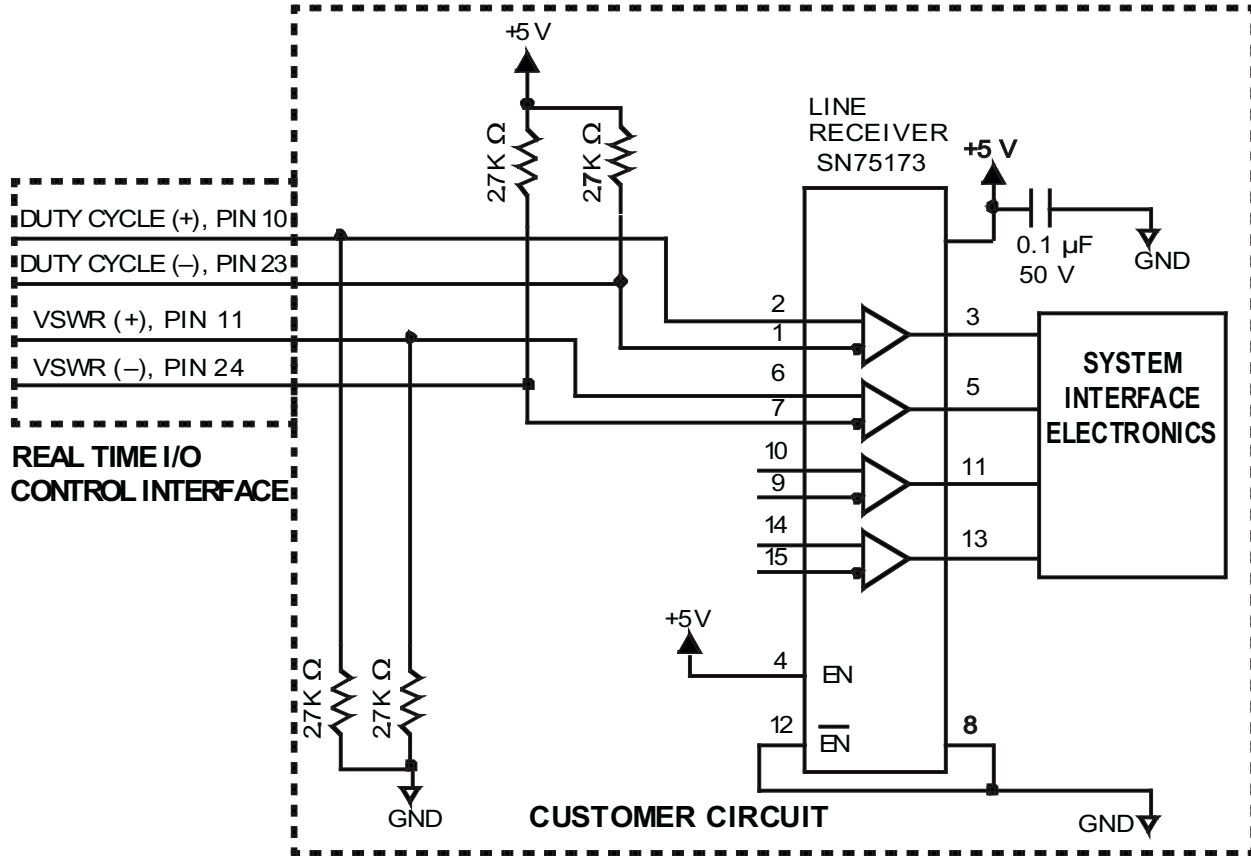 +5 V
27K Ω
27K Ω
LINE
RECEIVER
SN75173
+5 V
0.1 µF
50 V
GND
DUTY CYCLE (+), PIN 10
DUTY CYCLE (–), PIN 23
VSWR (+), PIN 11
VSWR (–), PIN 24
REAL TIME I/O
CONTROL INTERFACE
2
1
6
7
10
9
14
15
3
5
11
13
SYSTEM
INTERFACE
ELECTRONICS
+5 V
4
EN
12
EN
8
27K Ω
27K Ω
GND
CUSTOMER CIRCUIT
GND